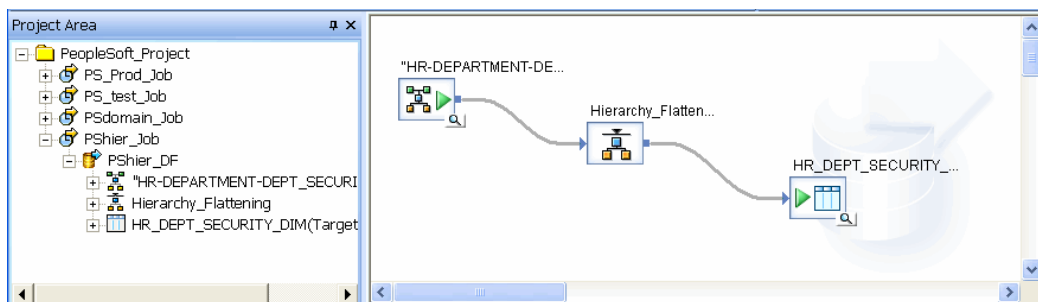 Project Area
PeopleSoft_Project
PS_Prod_Job
PS_test_Job
PSdomain_Job
PShier_Job
PShier_DF
"HR-DEPARTMENT-DEPT_SECURI
Hierarchy_Flattening
HR_DEPT_SECURITY_DIM(Target
"HR-DEPARTMENT-DE...
Hierarchy_Flatten...
HR_DEPT_SECURITY_...